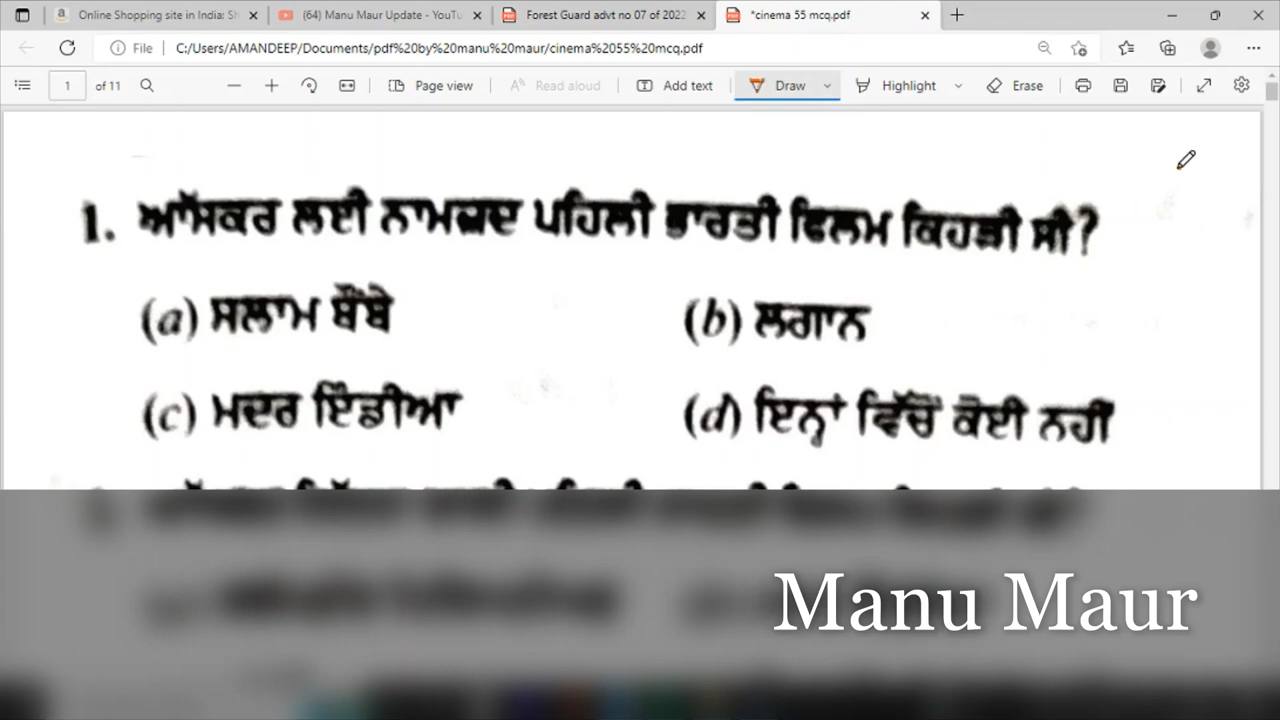 Online Shopping site in India: Sh
(64) Manu Maur Update - YouTu
Forest Guard advt no 07 of 2022
*cinema 55 mcq.pdf
File C:/Users/AMANDEEP/Documents/pdf%20by%20manu%20maur/cinema%2055%20mcq.pdf
1 of 11 Page view Read aloud Add text Draw Highlight Erase
1. ਆੱਸਕਰ ਲਈ ਨਾਮਜ਼ਦ ਪਹਿਲੀ ਭਾਰਤੀ ਫਿਲਮ ਕਿਹੜੀ ਸੀ?
(a) ਸਲਾਮ ਬੌਂਬੇ (b) ਲਗਾਨ
(c) ਮਦਰ ਇੰਡੀਆ (d) ਇਨ੍ਹਾਂ ਵਿੱਚੋਂ ਕੋਈ ਨਹੀਂ
Manu Maur